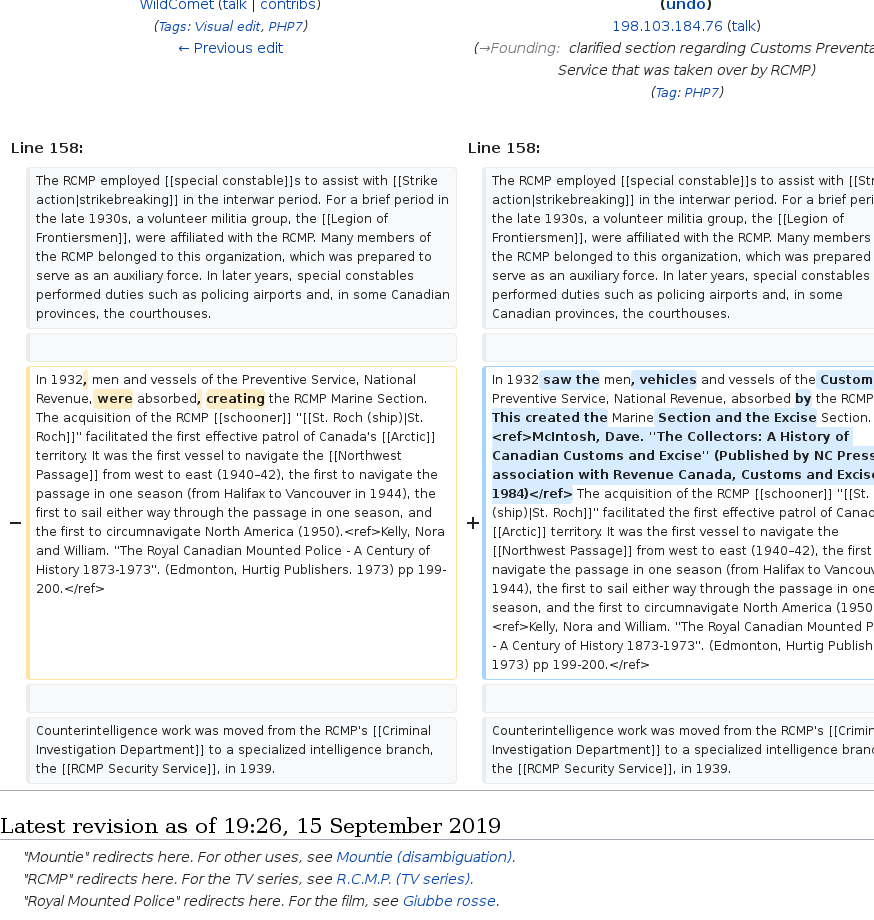 WildComet (talk | contribs)
(Tags: Visual edit, PHP7)
← Previous edit
(undo)
198.103.184.76 (talk)
(→Founding: clarified section regarding Customs
Service that was taken over by RCMP)
(Tag: PHP7)
Line 158:
The RCMP employed [[special constable]]s to assist with [[Strike
action|strikebreaking]] in the interwar period. For a brief period in
the late 1930s, a volunteer militia group, the [[Legion of
Frontiersmen]], were affiliated with the RCMP. Many members of
the RCMP belonged to this organization, which was prepared to
serve as an auxiliary force. In later years, special constables
performed duties such as policing airports and, in some Canadian
provinces, the courthouses.
In 1932, men and vessels of the Preventive Service, National
Revenue, were absorbed, creating the RCMP Marine Section.
The acquisition of the RCMP [[schooner]] ''[[St. Roch (ship)|St.
Roch]]'' facilitated the first effective patrol of Canada's [[Arctic]]
territory. It was the first vessel to navigate the [[Northwest
Passage]] from west to east (1940–42), the first to navigate the
passage in one season (from Halifax to Vancouver in 1944), the
first to sail either way through the passage in one season, and
the first to circumnavigate North America (1950).<ref>Kelly, Nora
and William. "The Royal Canadian Mounted Police - A Century of
History 1873-1973". (Edmonton, Hurtig Publishers. 1973) pp 199-
200.</ref>
−
Counterintelligence work was moved from the RCMP's [[Criminal
Investigation Department]] to a specialized intelligence branch,
the [[RCMP Security Service]], in 1939.
Line 158:
The RCMP employed [[special constable]]s to assist with
action|strikebreaking]] in the interwar period. For a brief
the late 1930s, a volunteer militia group, the [[Legion of
Frontiersmen]], were affiliated with the RCMP. Many members
the RCMP belonged to this organization, which was prepared
serve as an auxiliary force. In later years, special constables
performed duties such as policing airports and, in some
Canadian provinces, the courthouses.
In 1932 saw the men, vehicles and vessels of the
Preventive Service, National Revenue, absorbed by the RCMP
This created the Marine Section and the Excise Section.
<ref>McIntosh, Dave. ''The Collectors: A History of
Canadian Customs and Excise'' (Published by NC Press
association with Revenue Canada, Customs and
1984)</ref> The acquisition of the RCMP [[schooner]] ''[[St.
(ship)|St. Roch]]'' facilitated the first effective patrol of
[[Arctic]] territory. It was the first vessel to navigate the
[[Northwest Passage]] from west to east (1940–42), the first
navigate the passage in one season (from Halifax to
1944), the first to sail either way through the passage in one
season, and the first to circumnavigate North America (1950
<ref>Kelly, Nora and William. "The Royal Canadian Mounted
- A Century of History 1873-1973". (Edmonton, Hurtig
1973) pp 199-200.</ref>
+
Counterintelligence work was moved from the RCMP's
Investigation Department]] to a specialized intelligence
the [[RCMP Security Service]], in 1939.
Latest revision as of 19:26, 15 September 2019
"Mountie" redirects here. For other uses, see Mountie (disambiguation).
"RCMP" redirects here. For the TV series, see R.C.M.P. (TV series).
"Royal Mounted Police" redirects here. For the film, see Giubbe rosse.